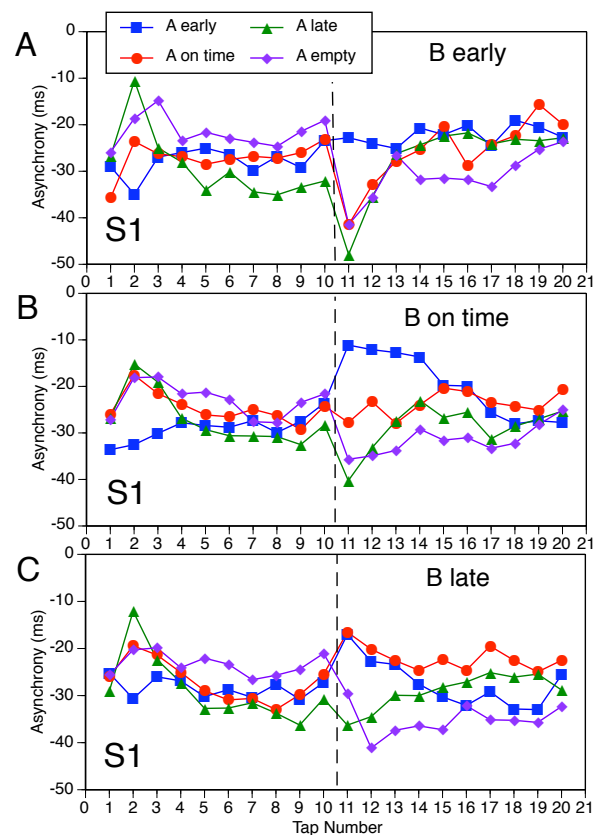 A
0
A early
A late
A on time
A empty
B early
-10
-20
-30
-40
-50
Asynchrony (ms)
S1
0 1 2 3 4 5 6 7 8 9 10 11 12 13 14 15 16 17 18 19 20 21
B
0
B on time
-10
-20
-30
-40
-50
Asynchrony (ms)
S1
0 1 2 3 4 5 6 7 8 9 10 11 12 13 14 15 16 17 18 19 20 21
C
0
B late
-10
-20
-30
-40
-50
Asynchrony (ms)
S1
0 1 2 3 4 5 6 7 8 9 10 11 12 13 14 15 16 17 18 19 20 21
Tap Number